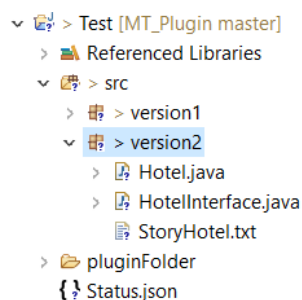 > Test [MT_Plugin master]
Referenced Libraries
> src
> version1
> version2
Hotel.java
HotelInterface.java
StoryHotel.txt
pluginFolder
Status.json